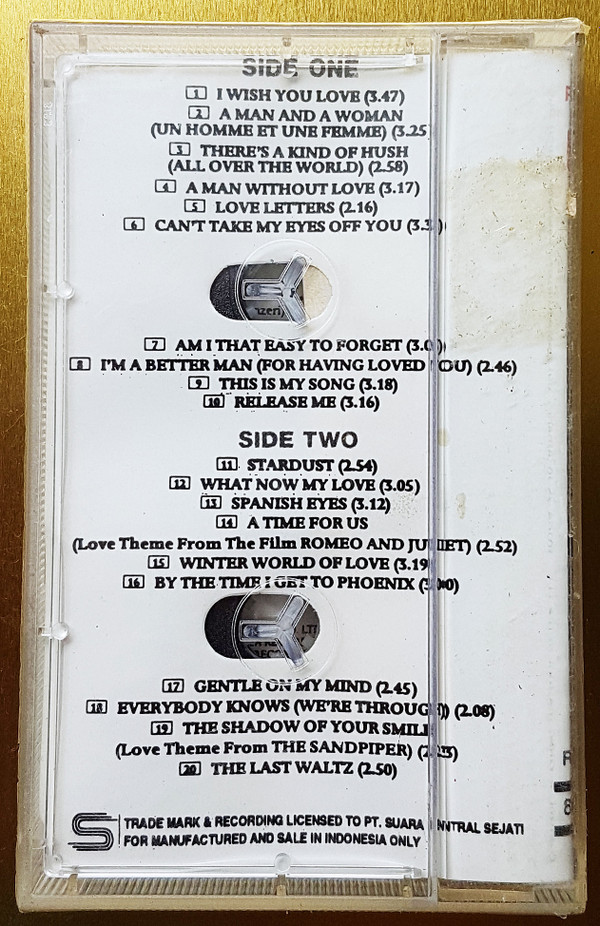 SIDE ONE
1 I WISH YOU LOVE (3.47)
2 A MAN AND A WOMAN
(UN HOMME ET UNE FEMME) (3.25
3 THERE'S A KIND OF HUSH
(ALL OVER THE WORLD) (2.58)
4 A MAN WITHOUT LOVE (3.17)
5 LOVE LETTERS (2.16)
6 CAN'T TAKE MY EYES OFF YOU
7 AM I THAT EASY TO FORGET
8 I'M A BETTER MAN (FOR HAVING LOVED YOU) (2.46)
9 THIS IS MY SONG (3.18)
10 RELEASE ME (3.16)
SIDE TWO
11 STARDUST (2.54)
12 WHAT NOW MY LOVE (3.05)
13 SPANISH EYES (3.12)
14 A TIME FOR US
(Love Theme From The Film ROMEO AND JULIET) (2.52)
15 WINTER WORLD OF LOVE (3.19
16 BY THE TIME I GET TO PHOENIX
17 GENTLE ON MY MIND (2.45)
18 EVERYBODY KNOWS (WE'RE THROUGH) (2.08)
19 THE SHADOW OF YOUR SMILE
(Love Theme From THE SANDPIPER)
20 THE LAST WALTZ (2.50)
TRADE MARK & RECORDING LICENSED TO PT. SUARA SENTRAL SEJATI
FOR MANUFACTURED AND SALE IN INDONESIA ONLY